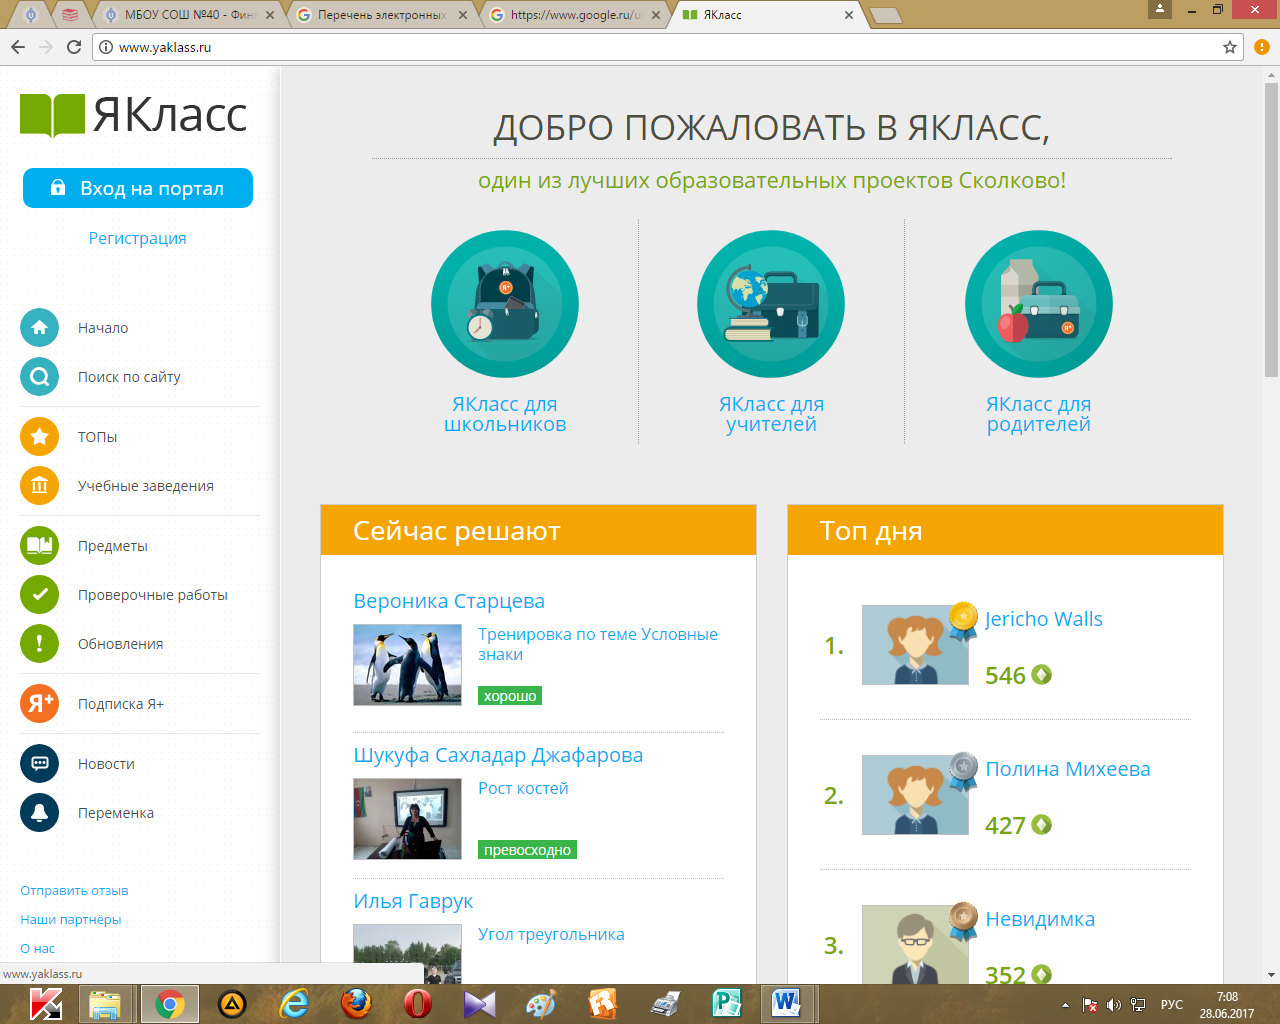 МБОУ СОШ №40 - Фина
Перечень электронных
https://www.google.ru/u
ЯКласс
www.yaklass.ru
ЯКласс
Вход на портал
Регистрация
Начало
Поиск по сайту
ТОПы
Учебные заведения
Предметы
Проверочные работы
Обновления
Я+
Подписка Я+
Новости
Переменка
Отправить отзыв
Наши партнёры
О нас
www.yaklass.ru
ДОБРО ПОЖАЛОВАТЬ В ЯКЛАСС,
один из лучших образовательных проектов Сколково!
ЯКласс для
школьников
ЯКласс для
учителей
ЯКласс для
родителей
Сейчас решают
Вероника Старцева
Тренировка по теме Условные
знаки
хорошо
Шукуфа Сахладар Джафарова
Рост костей
превосходно
Илья Гаврук
Угол треугольника
Топ дня
1.
Jericho Walls
546
2.
Полина Михеева
427
3.
Невидимка
352
РУС
7:08
28.06.2017